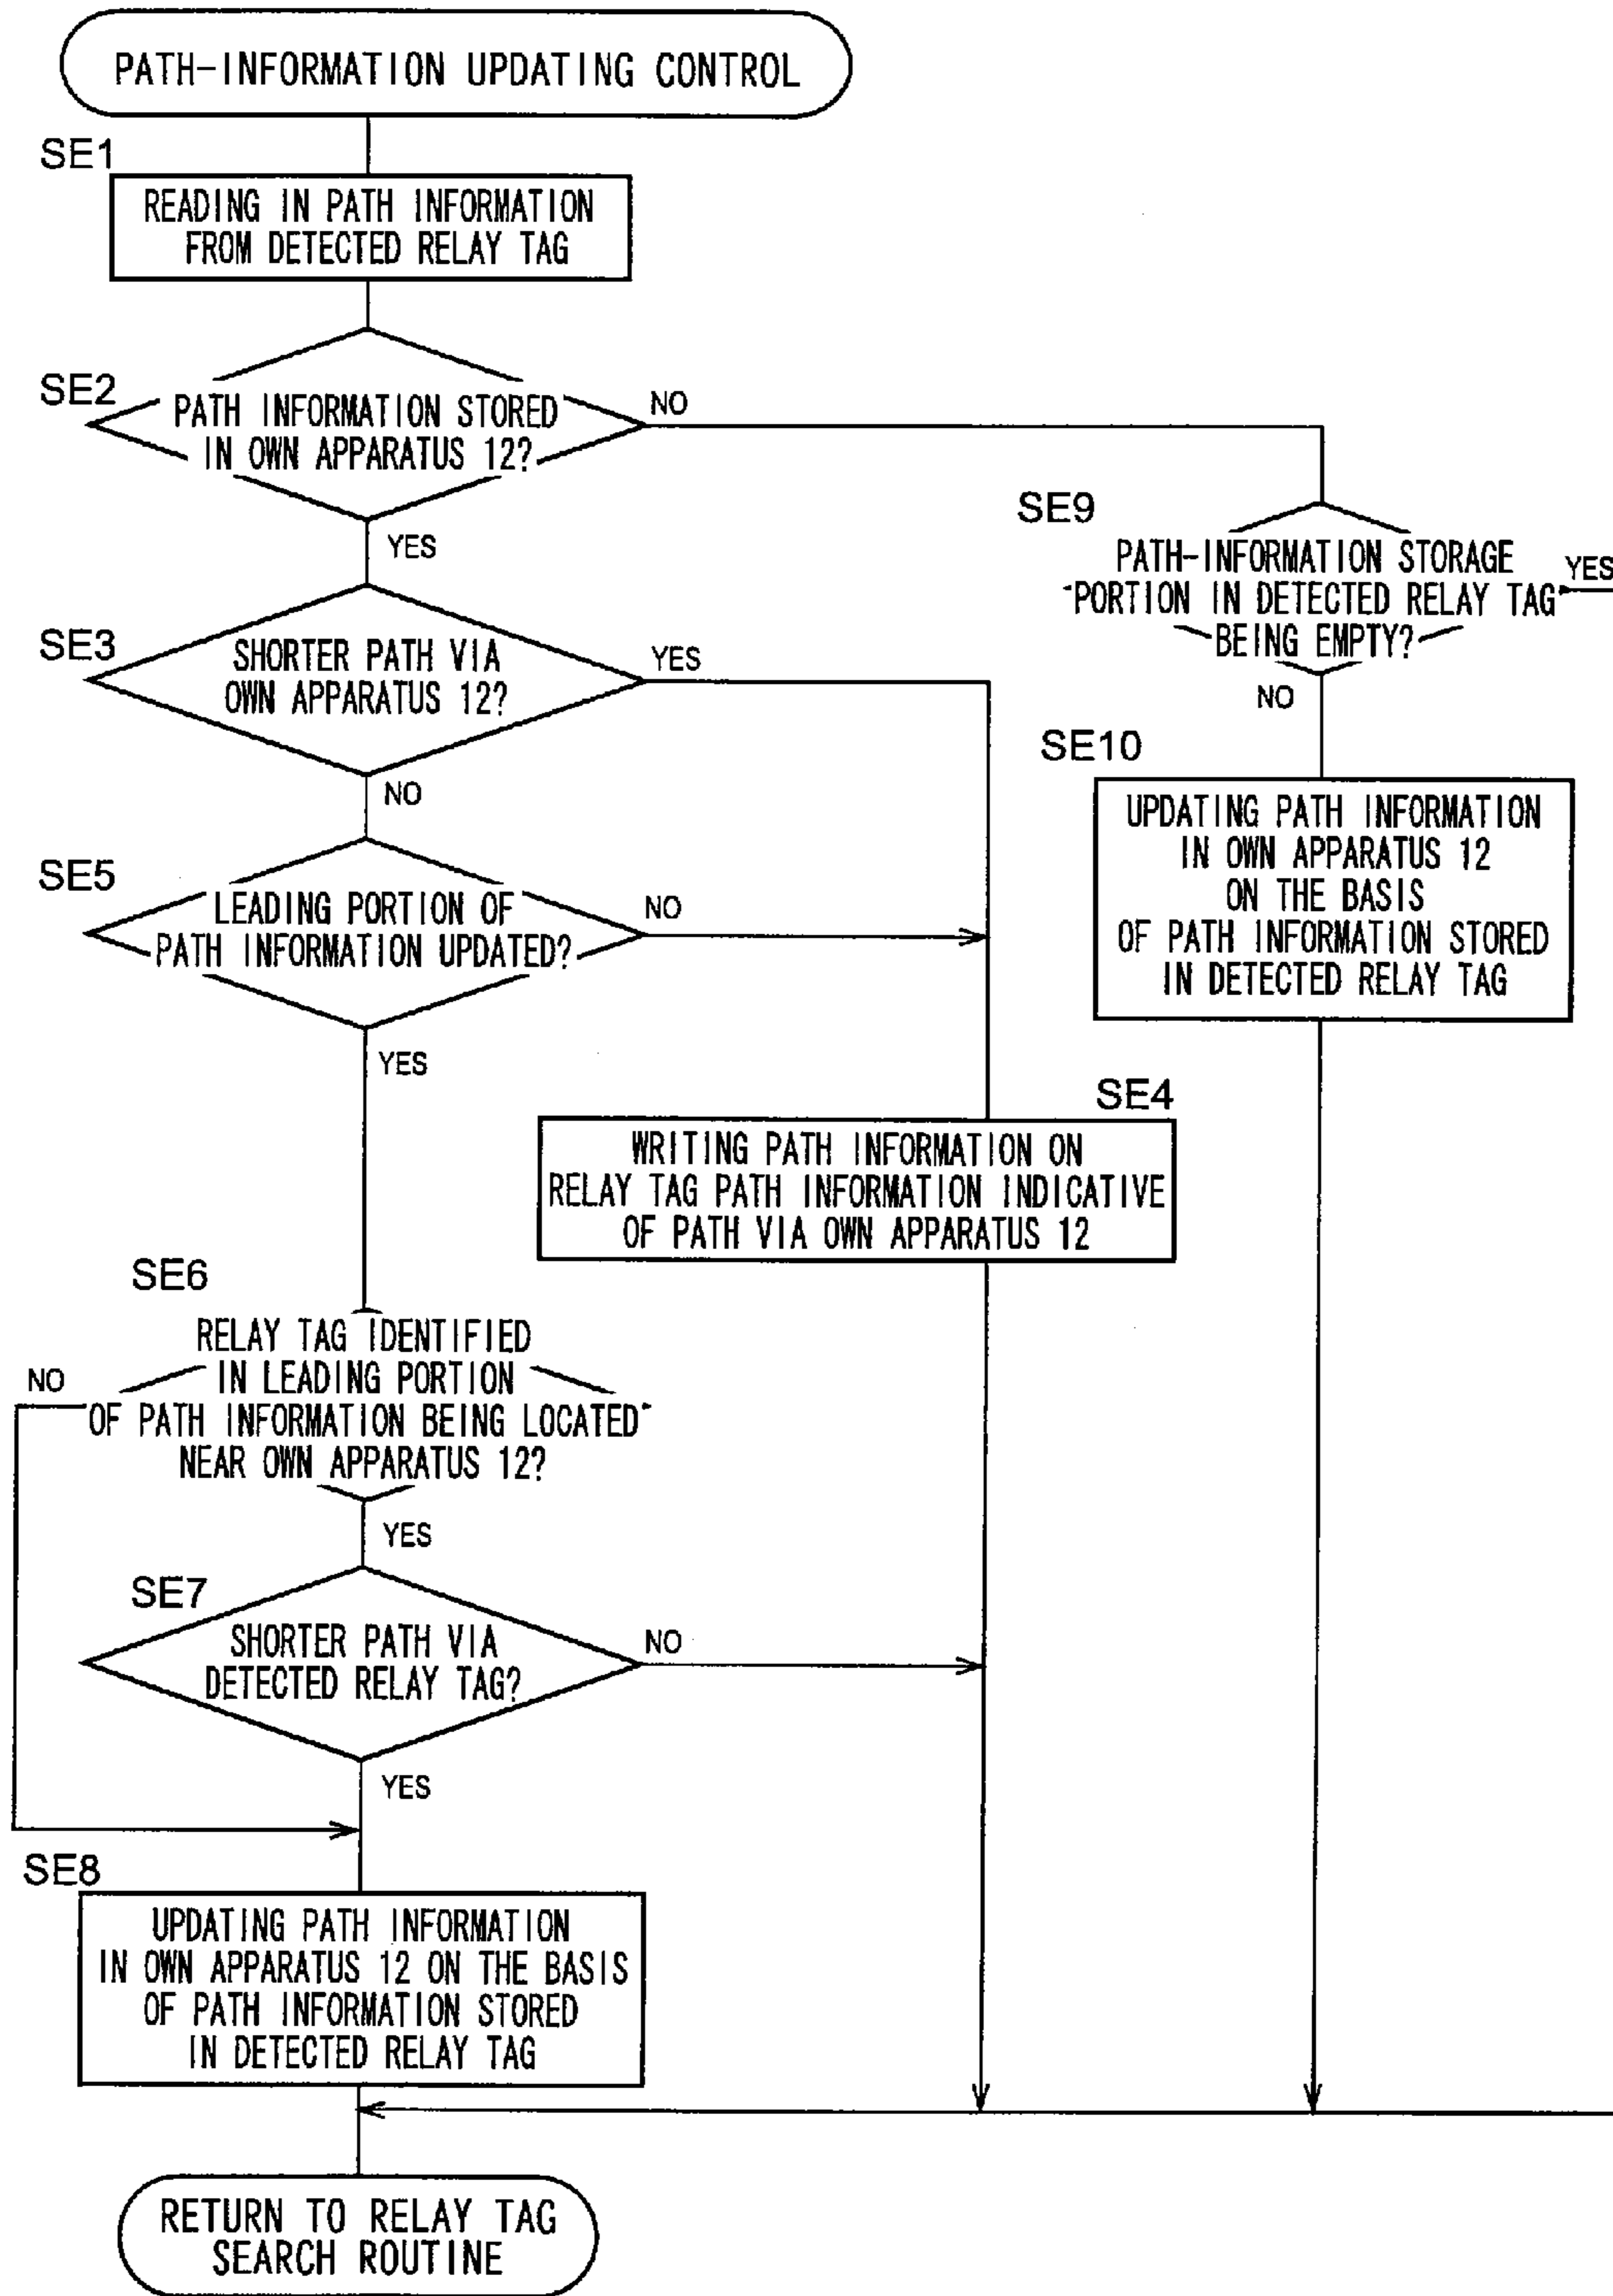 PATH-INFORMATION UPDATING CONTROL
SE1
READING IN PATH INFORMATION
FROM DETECTED RELAY TAG
SE2
PATH INFORMATION STORED
IN OWN APPARATUS 12?
NO
YES
SE9
PATH-INFORMATION STORAGE
PORTION IN DETECTED RELAY TAG
BEING EMPTY?
YES
NO
SE3
SHORTER PATH VIA
OWN APPARATUS 12?
YES
NO
SE10
UPDATING PATH INFORMATION
IN OWN APPARATUS 12
ON THE BASIS
OF PATH INFORMATION STORED
IN DETECTED RELAY TAG
SE5
LEADING PORTION OF
PATH INFORMATION UPDATED?
NO
YES
SE4
WRITING PATH INFORMATION ON
RELAY TAG PATH INFORMATION INDICATIVE
OF PATH VIA OWN APPARATUS 12
SE6
RELAY TAG IDENTIFIED
IN LEADING PORTION
OF PATH INFORMATION BEING LOCATED
NEAR OWN APPARATUS 12?
NO
YES
SE7
SHORTER PATH VIA
DETECTED RELAY TAG?
NO
YES
SE8
UPDATING PATH INFORMATION
IN OWN APPARATUS 12 ON THE BASIS
OF PATH INFORMATION STORED
IN DETECTED RELAY TAG
RETURN TO RELAY TAG
SEARCH ROUTINE